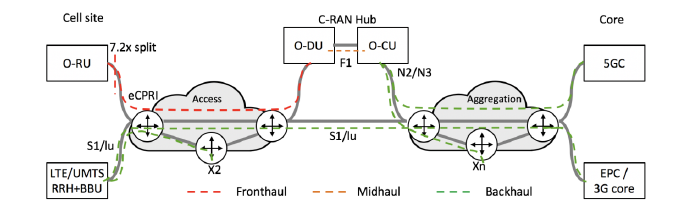 Cell site
C-RAN Hub
Core
7.2x split
O-RU
O-DU
O-CU
F1
5GC
N2/N3
eCPRI
Access
Aggregation
S1/Iu
S1/Iu
X2
Xn
LTE/UMTS
RRH+BBU
EPC /
3G core
Fronthaul
Midhaul
Backhaul